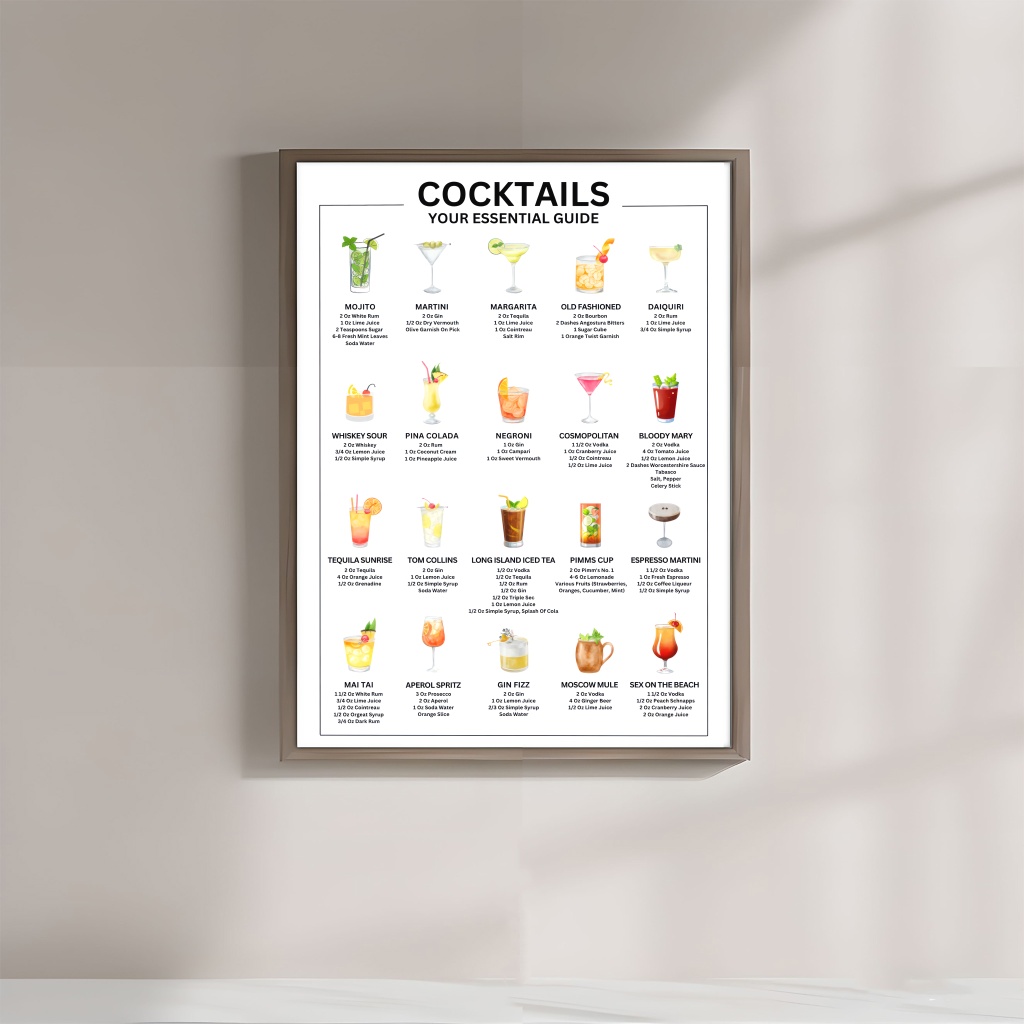 COCKTAILS
YOUR ESSENTIAL GUIDE
MOJITO
2 Oz White Rum
1 Oz Lime Juice
2 Teaspoons Sugar
6-8 Fresh Mint Leaves
Soda Water
MARTINI
2 Oz Gin
1/2 Oz Dry Vermouth
Olive Garnish On Pick
MARGARITA
2 Oz Tequila
1 Oz Lime Juice
1 Oz Cointreau
Salt Rim
OLD FASHIONED
2 Oz Bourbon
2 Dashes Angostura Bitters
1 Sugar Cube
1 Orange Twist Garnish
DAIQUIRI
2 Oz Rum
1 Oz Lime Juice
3/4 Oz Simple Syrup
WHISKEY SOUR
2 Oz Whiskey
3/4 Oz Lemon Juice
1/2 Oz Simple Syrup
PINA COLADA
2 Oz Rum
1 Oz Coconut Cream
1 Oz Pineapple Juice
NEGRONI
1 Oz Gin
1 Oz Campari
1 Oz Sweet Vermouth
COSMOPOLITAN
1 1/2 Oz Vodka
1 Oz Cranberry Juice
1/2 Oz Cointreau
1/2 Oz Lime Juice
BLOODY MARY
2 Oz Vodka
4 Oz Tomato Juice
1/2 Oz Lemon Juice
2 Dashes Worcestershire Sauce
Tabasco
Salt, Pepper
Celery Stick
TEQUILA SUNRISE
2 Oz Tequila
4 Oz Orange Juice
1/2 Oz Grenadine
TOM COLLINS
2 Oz Gin
1 Oz Lemon Juice
1/2 Oz Simple Syrup
Soda Water
LONG ISLAND ICED TEA
1/2 Oz Vodka
1/2 Oz Tequila
1/2 Oz Rum
1/2 Oz Gin
1/2 Oz Triple Sec
1 Oz Lemon Juice
1/2 Oz Simple Syrup, Splash Of Cola
PIMMS CUP
2 Oz Pimm's No. 1
4-6 Oz Lemonade
Various Fruits (Strawberries,
Oranges, Cucumber, Mint)
ESPRESSO MARTINI
1 1/2 Oz Vodka
1 Oz Fresh Espresso
1/2 Oz Coffee Liqueur
1/2 Oz Simple Syrup
MAI TAI
1 1/2 Oz White Rum
3/4 Oz Lime Juice
1/2 Oz Cointreau
1/2 Oz Orgeat Syrup
3/4 Oz Dark Rum
APEROL SPRITZ
3 Oz Prosecco
2 Oz Aperol
1 Oz Soda Water
Orange Slice
GIN FIZZ
2 Oz Gin
1 Oz Lemon Juice
2/3 Oz Simple Syrup
Soda Water
MOSCOW MULE
2 Oz Vodka
4 Oz Ginger Beer
1/2 Oz Lime Juice
SEX ON THE BEACH
1 1/2 Oz Vodka
1/2 Oz Peach Schnapps
2 Oz Cranberry Juice
2 Oz Orange Juice